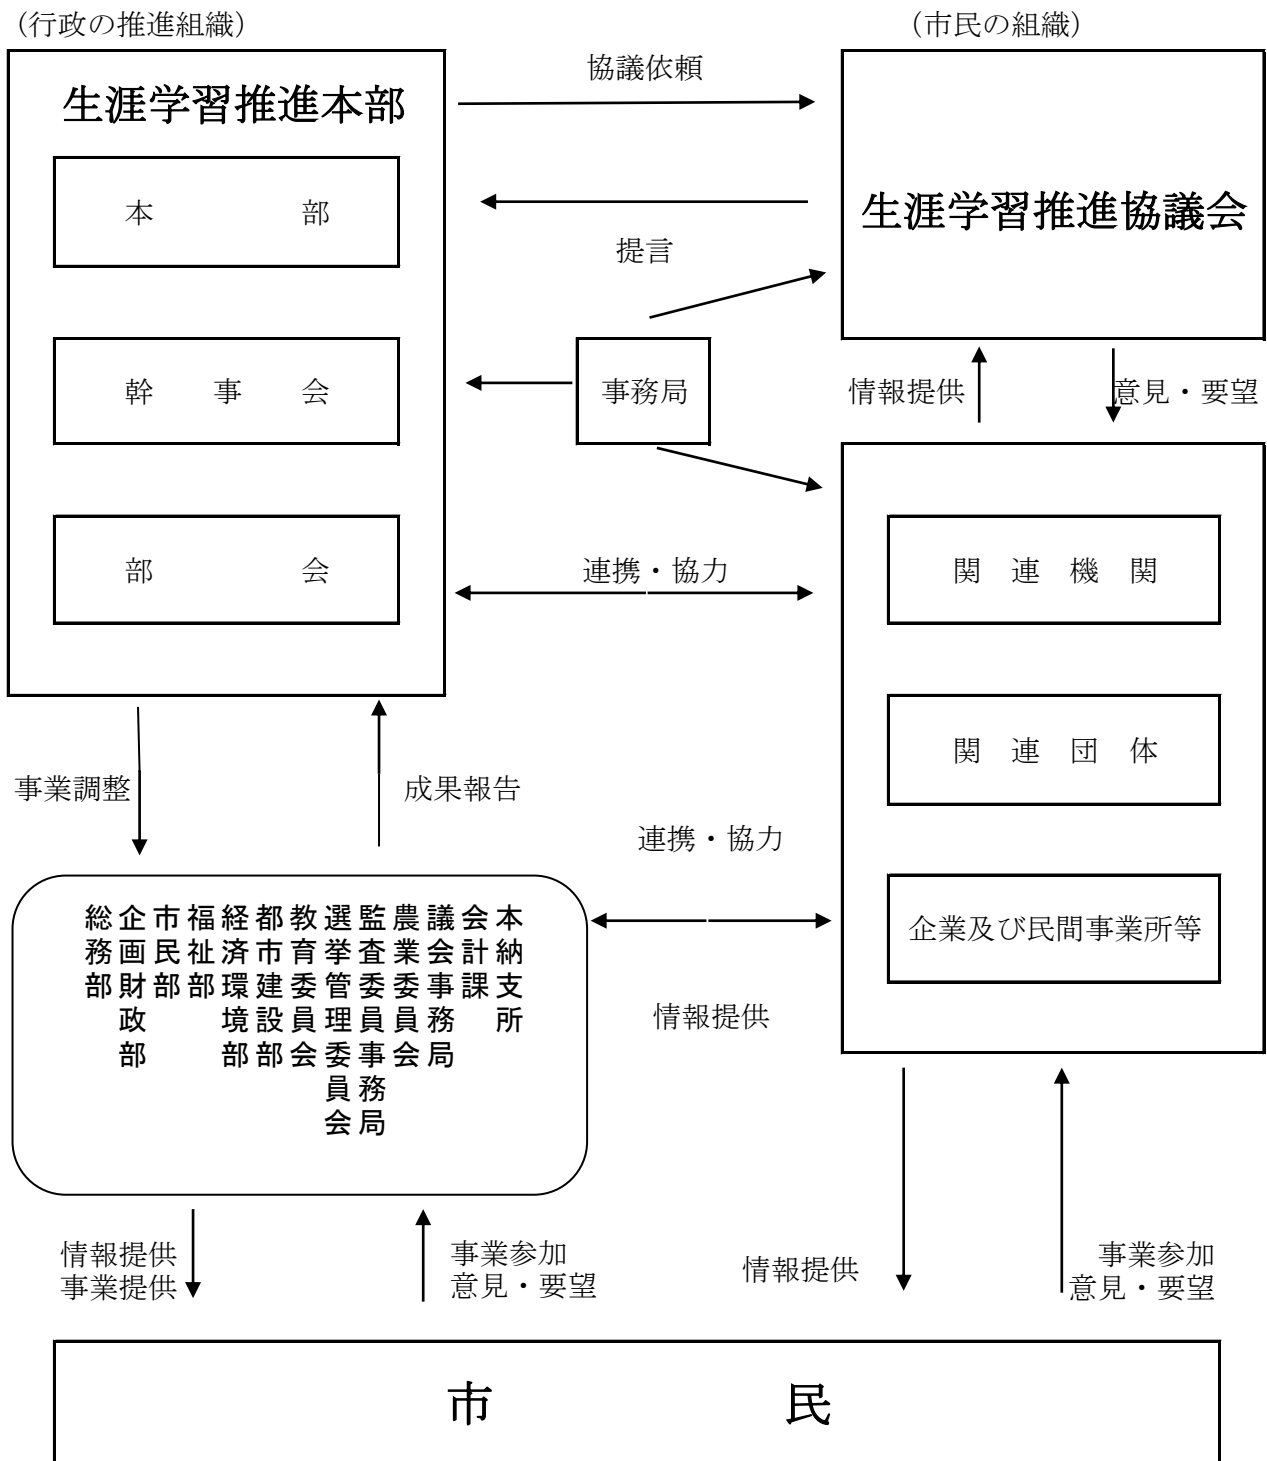 （行政の推進組織）
（市民の組織）
生涯学習推進本部
協議依頼
本　部
提言
生涯学習推進協議会
幹　事　会
事務局
情報提供
意見・要望
部　会
連携・協力
関　連　機　関
関　連　団　体
企業及び民間事業所等
事業調整
成果報告
連携・協力
情報提供
総務部
企画財政部
市民部
福祉部
経済環境部
都市建設部
教育委員会
選挙管理委員会
監査委員事務局
農業委員会
議会事務局
会計課
本納支所
情報提供
事業提供
事業参加
意見・要望
情報提供
事業参加
意見・要望
市　民